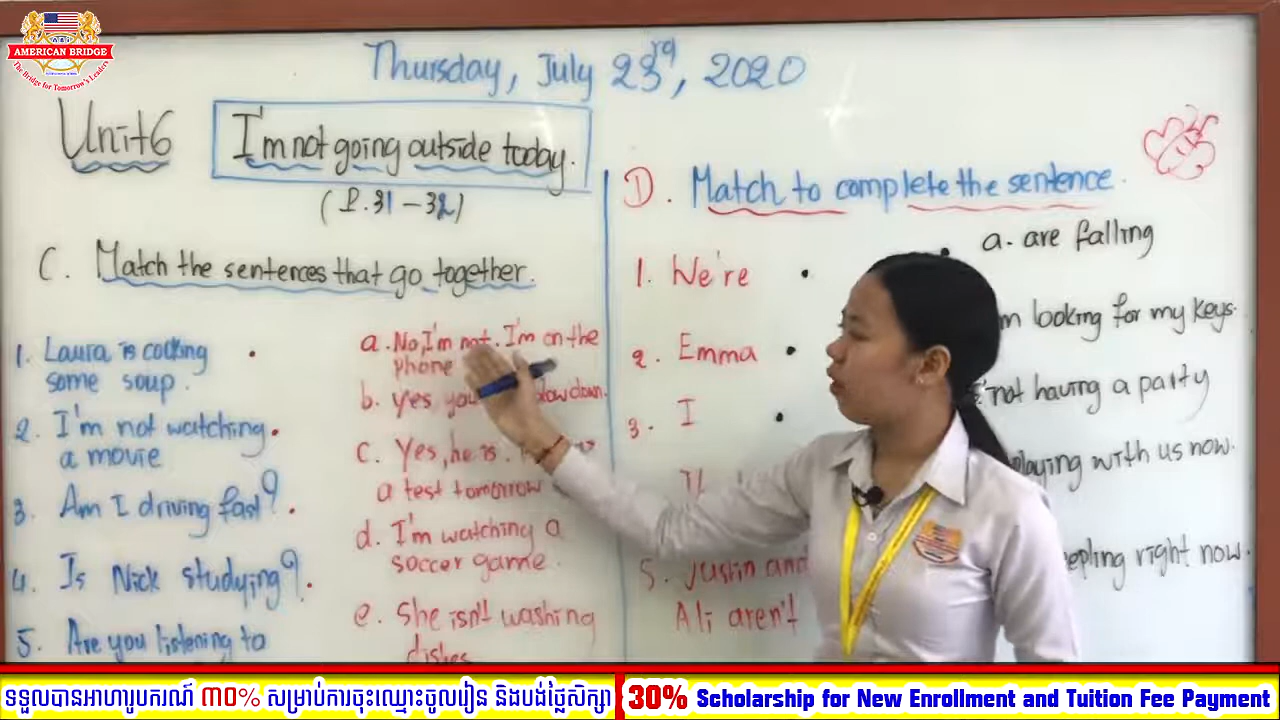 AMERICAN BRIDGE
The Bridge for Tomorrow's Leaders
Thursday, July 23rd, 2020
Unit 6
I'm not going outside today.
(P.31 - 32)
C. Match the sentences that go together.
1. Laura is cooking
some soup.
2. I'm not watching
a movie
3. Am I driving fast?
4. Is Nick studying?
5. Are you listening to
a. No, I'm not. I'm on the
phone
b. yes, you slow down.
c. Yes, he is.
a test tomorrow
d. I'm watching a
soccer game.
e. She isn't washing
dishes
D. Match to complete the sentence.
1. We're
2. Emma
3. I
5. Justin and
Ali aren't
a. are falling
looking for my keys.
not having a party
playing with us now.
right now.
ទទួលបានអាហារូបករណ៍ ៣០% សម្រាប់ការចុះឈ្មោះចូលរៀន និងបង់ថ្លៃសិក្សា
30% Scholarship for New Enrollment and Tuition Fee Payment